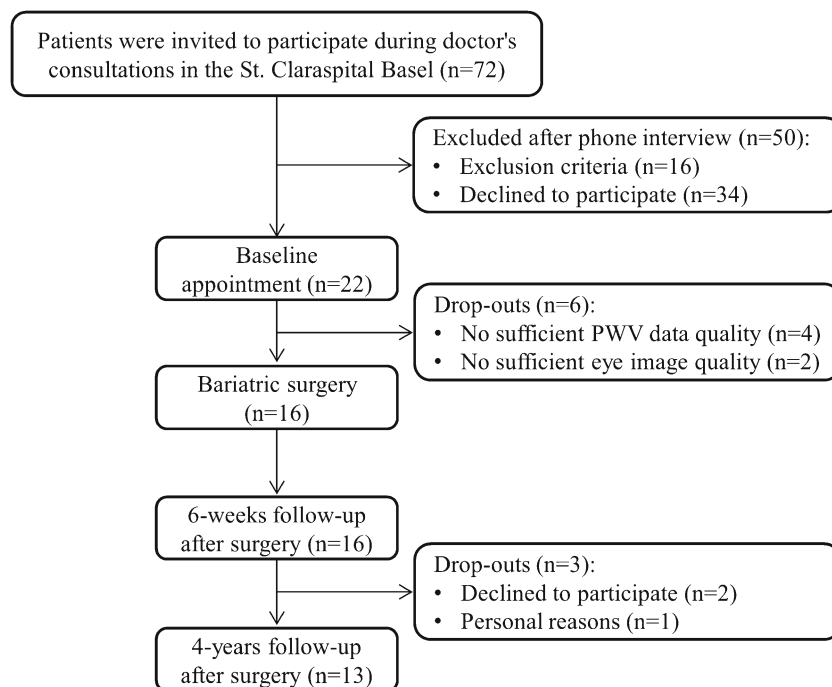 Patients were invited to participate during doctor's
consultations in the St. Claraspital Basel (n=72)
Excluded after phone interview (n=50):
• Exclusion criteria (n=16)
• Declined to participate (n=34)
Baseline
appointment (n=22)
Drop-outs (n=6):
• No sufficient PWV data quality (n=4)
• No sufficient eye image quality (n=2)
Bariatric surgery
(n=16)
6-weeks follow-up
after surgery (n=16)
Drop-outs (n=3):
• Declined to participate (n=2)
• Personal reasons (n=1)
4-years follow-up
after surgery (n=13)